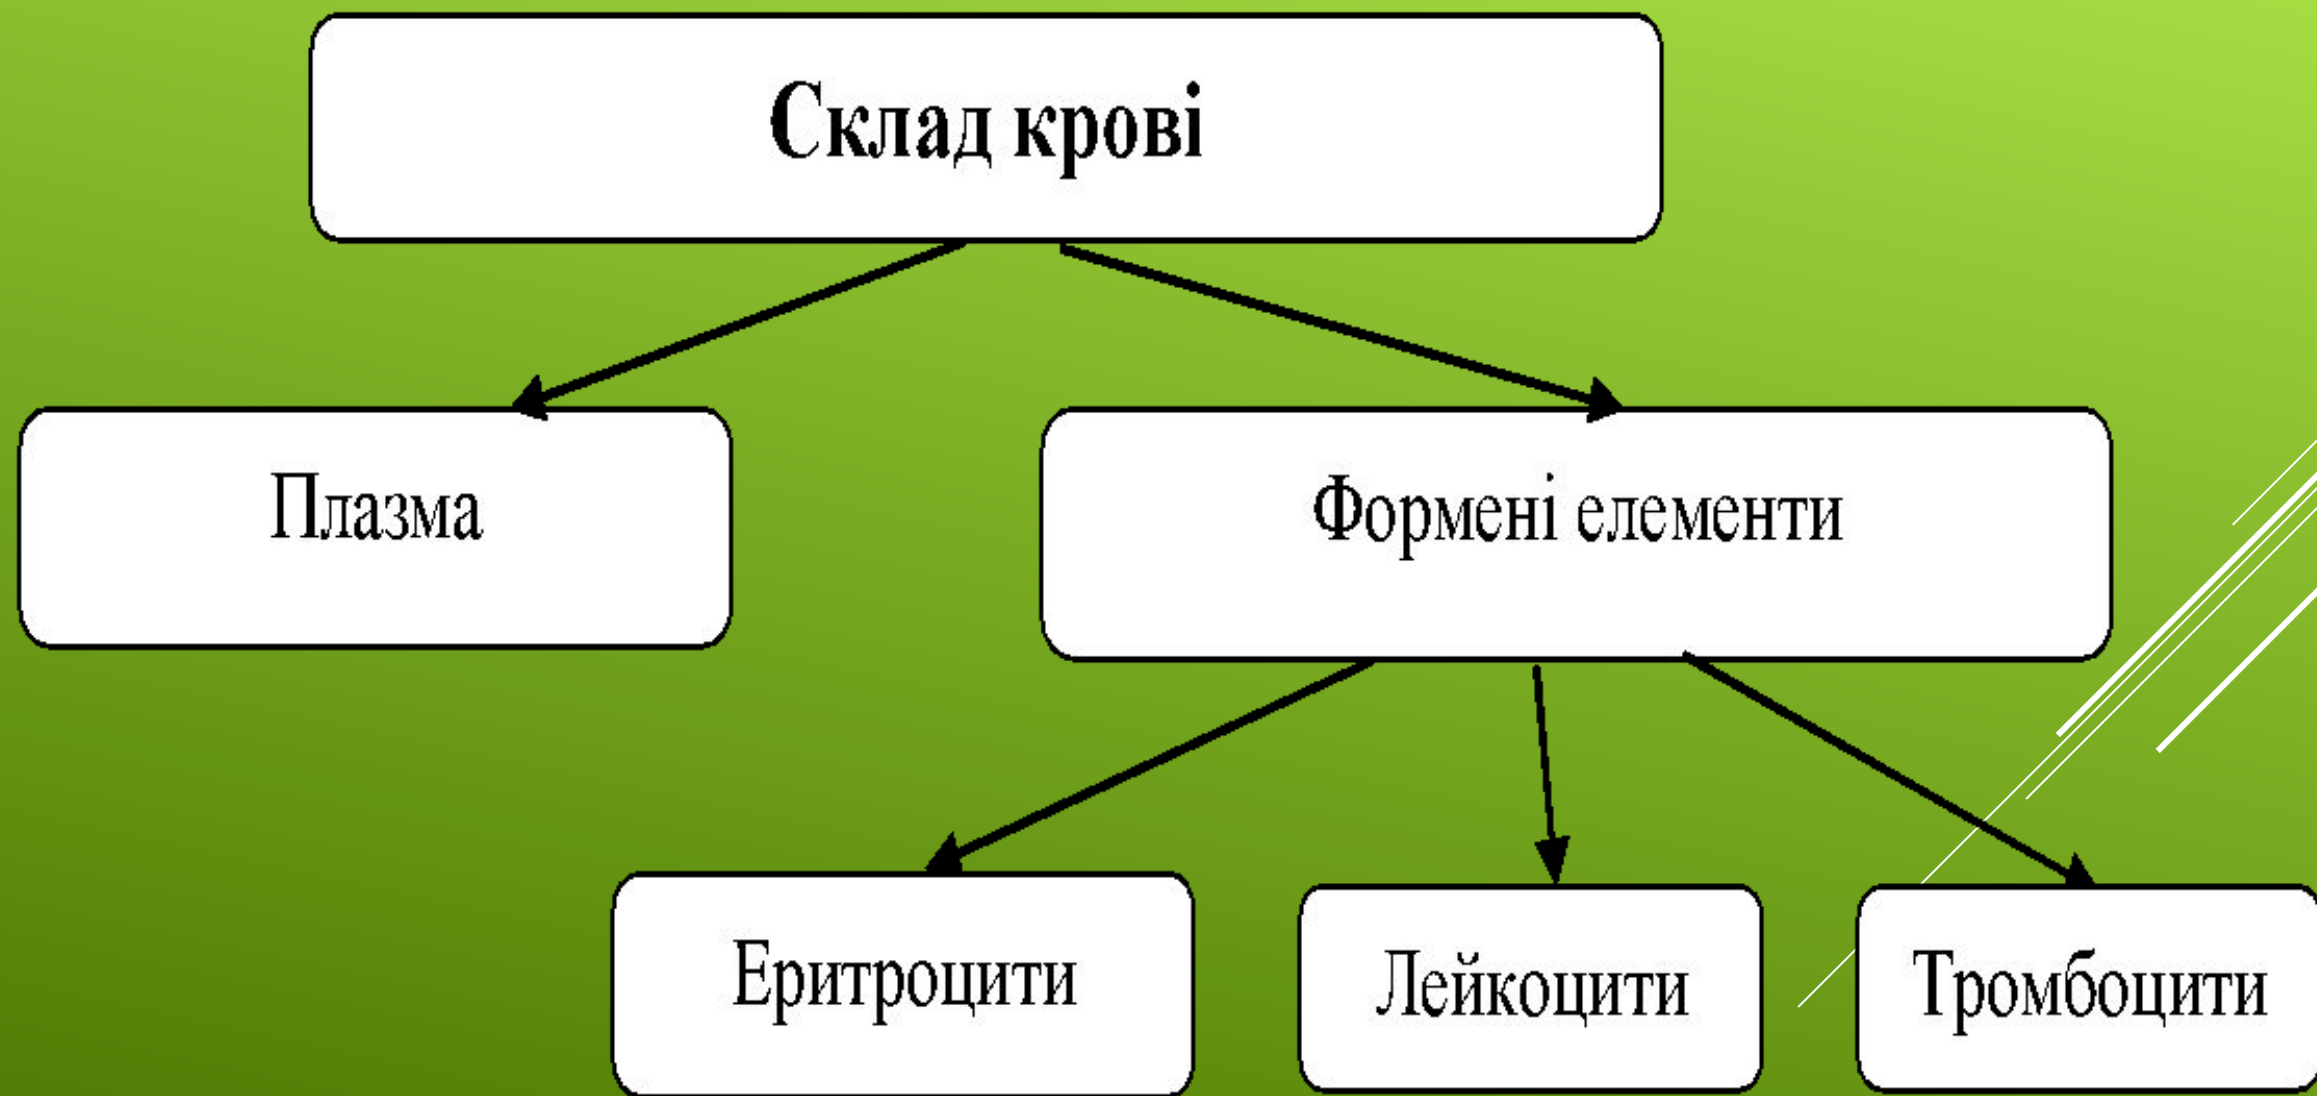 Склад крові
Плазма
Формені елементи
Еритроцити
Лейкоцити
Тромбоцити